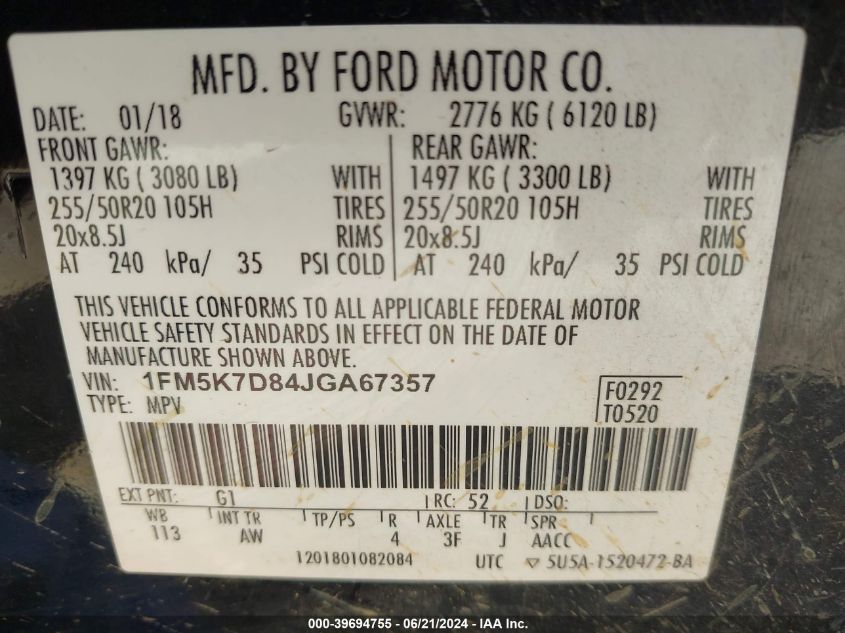 MFD. BY FORD MOTOR CO.
DATE: 01/18 GVWR: 2776 KG ( 6120 LB)
FRONT GAWR: REAR GAWR:
1397 KG ( 3080 LB) WITH 1497 KG ( 3300 LB) WITH
255/50R20 105H TIRES 255/50R20 105H TIRES
20x8.5J RIMS 20x8.5J RIMS
AT 240 kPa/ 35 PSI COLD AT 240 kPa/ 35 PSI COLD
THIS VEHICLE CONFORMS TO ALL APPLICABLE FEDERAL MOTOR
VEHICLE SAFETY STANDARDS IN EFFECT ON THE DATE OF
MANUFACTURE SHOWN ABOVE.
VIN: 1FM5K7D84JGA67357
TYPE: MPV
F0292
T0520
EXT PNT: G1 RC: 52 DSO:
WB INT TR TP/PS R AXLE TR SPR
113 AW 4 3F J AACC
1201801082084 UTC ▽ 5U5A-1520472-BA
000-39694755 - 06/21/2024 - IAA Inc.